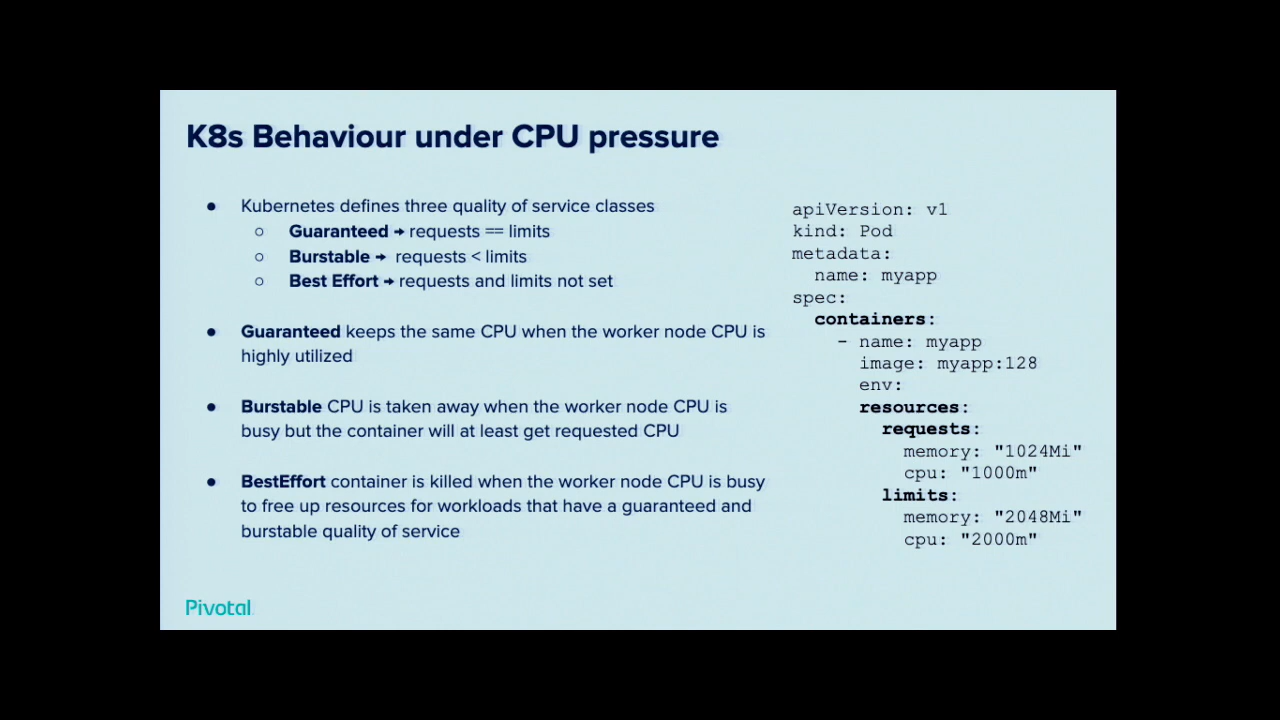 K8s Behaviour under CPU pressure
● Kubernetes defines three quality of service classes
○ Guaranteed → requests == limits
○ Burstable → requests < limits
○ Best Effort → requests and limits not set
● Guaranteed keeps the same CPU when the worker node CPU is
highly utilized
● Burstable CPU is taken away when the worker node CPU is
busy but the container will at least get requested CPU
● BestEffort container is killed when the worker node CPU is busy
to free up resources for workloads that have a guaranteed and
burstable quality of service
apiVersion: v1
kind: Pod
metadata:
  name: myapp
spec:
  containers:
    - name: myapp
      image: myapp:128
      env:
      resources:
        requests:
          memory: "1024Mi"
          cpu: "1000m"
        limits:
          memory: "2048Mi"
          cpu: "2000m"
Pivotal